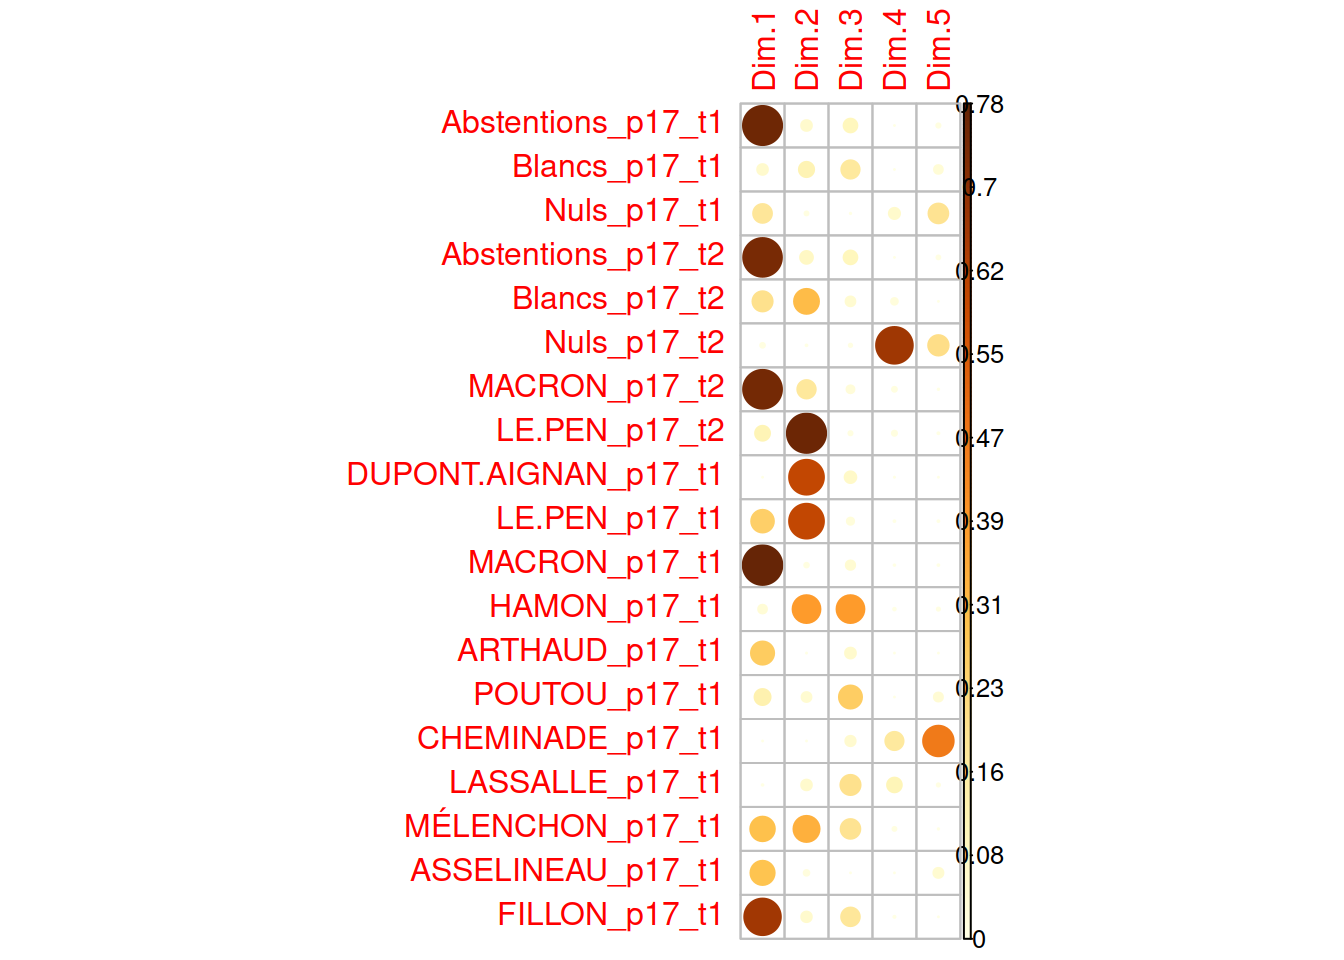 Dim.1
Dim.2
Dim.3
Dim.4
Dim.5
Abstentions_p17_t1
Blancs_p17_t1
Nuls_p17_t1
Abstentions_p17_t2
Blancs_p17_t2
Nuls_p17_t2
MACRON_p17_t2
LE.PEN_p17_t2
DUPONT.AIGNAN_p17_t1
LE.PEN_p17_t1
MACRON_p17_t1
HAMON_p17_t1
ARTHAUD_p17_t1
POUTOU_p17_t1
CHEMINADE_p17_t1
LASSALLE_p17_t1
MÉLENCHON_p17_t1
ASSELINEAU_p17_t1
FILLON_p17_t1
0.78
0.7
0.62
0.55
0.47
0.39
0.31
0.23
0.16
0.08
0